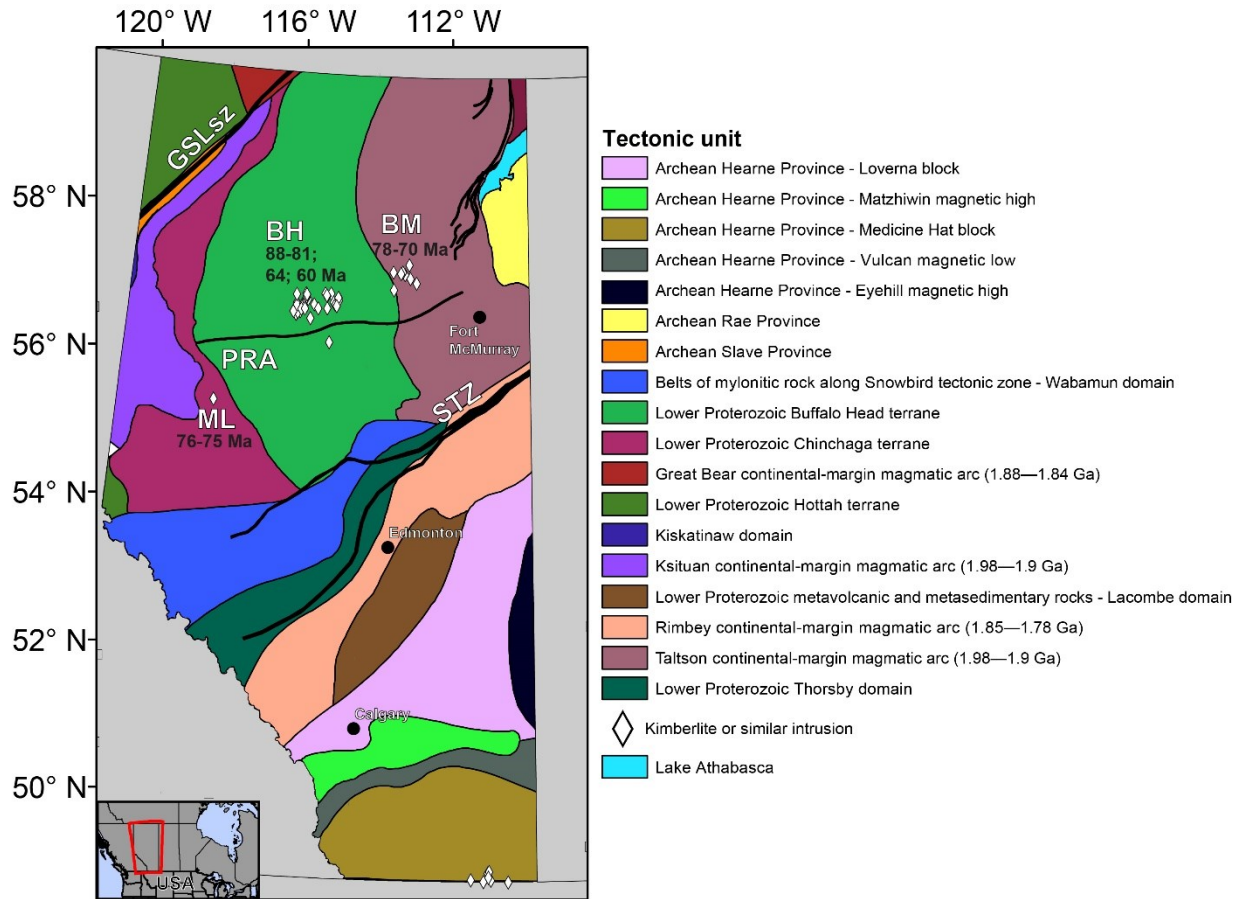 120° W 116° W 112° W
58° N
56° N
54° N
52° N
50° N
GSLsz
BH
88-81;
64; 60 Ma
BM
78-70 Ma
Fort
McMurray
PRA
ML
76-75 Ma
STZ
Edmonton
Calgary
USA
Tectonic unit
Archean Hearne Province - Loverna block
Archean Hearne Province - Matzhiwin magnetic high
Archean Hearne Province - Medicine Hat block
Archean Hearne Province - Vulcan magnetic low
Archean Hearne Province - Eyehill magnetic high
Archean Rae Province
Archean Slave Province
Belts of mylonitic rock along Snowbird tectonic zone - Wabamun domain
Lower Proterozoic Buffalo Head terrane
Lower Proterozoic Chinchaga terrane
Great Bear continental-margin magmatic arc (1.88—1.84 Ga)
Lower Proterozoic Hottah terrane
Kiskatinaw domain
Ksituan continental-margin magmatic arc (1.98—1.9 Ga)
Lower Proterozoic metavolcanic and metasedimentary rocks - Lacombe domain
Rimbey continental-margin magmatic arc (1.85—1.78 Ga)
Taltson continental-margin magmatic arc (1.98—1.9 Ga)
Lower Proterozoic Thorsby domain
Kimberlite or similar intrusion
Lake Athabasca